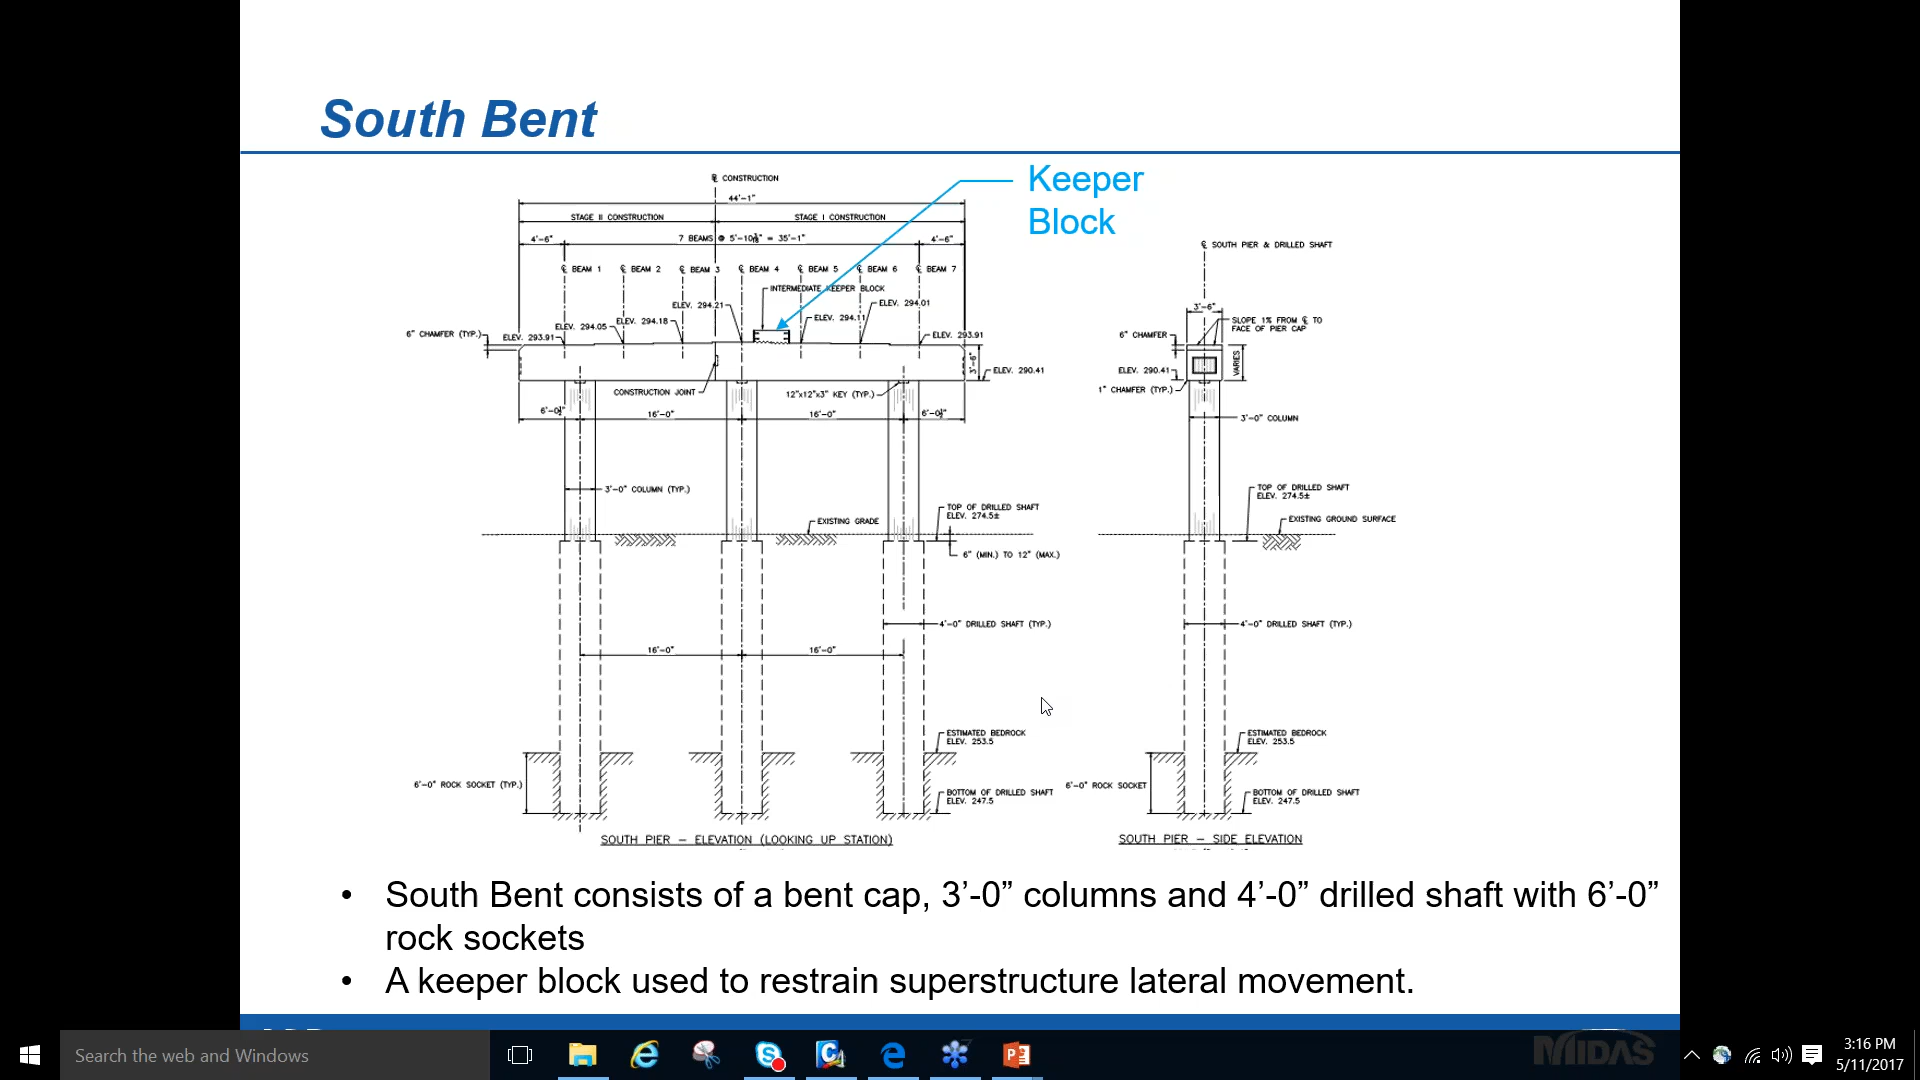 South Bent
Keeper
Block
℄ CONSTRUCTION
44'-1"
STAGE II CONSTRUCTION
STAGE I CONSTRUCTION
4'-6"
7 BEAMS @ 5'-10 3/16" = 35'-1"
4'-6"
℄ BEAM 1
℄ BEAM 2
℄ BEAM 3
℄ BEAM 4
℄ BEAM 5
℄ BEAM 6
℄ BEAM 7
INTERMEDIATE KEEPER BLOCK
ELEV. 294.21
ELEV. 294.01
ELEV. 294.18
ELEV. 294.11
ELEV. 294.05
6" CHAMFER (TYP.)
ELEV. 293.91
ELEV. 293.91
3'-6"
ELEV. 290.41
CONSTRUCTION JOINT
12"x12"x3" KEY (TYP.)
6'-0½"
16'-0"
16'-0"
6'-0½"
3'-0" COLUMN (TYP.)
EXISTING GRADE
TOP OF DRILLED SHAFT
ELEV. 274.5±
6" (MIN.) TO 12" (MAX.)
4'-0" DRILLED SHAFT (TYP.)
16'-0"
16'-0"
ESTIMATED BEDROCK
ELEV. 253.5
6'-0" ROCK SOCKET (TYP.)
BOTTOM OF DRILLED SHAFT
ELEV. 247.5
SOUTH PIER – ELEVATION (LOOKING UP STATION)
℄ SOUTH PIER & DRILLED SHAFT
3'-6"
SLOPE 1% FROM ℄ TO
FACE OF PIER CAP
6" CHAMFER
VARIES
ELEV. 290.41
1" CHAMFER (TYP.)
3'-0" COLUMN
TOP OF DRILLED SHAFT
ELEV. 274.5±
EXISTING GROUND SURFACE
4'-0" DRILLED SHAFT (TYP.)
ESTIMATED BEDROCK
ELEV. 253.5
6'-0" ROCK SOCKET
BOTTOM OF DRILLED SHAFT
ELEV. 247.5
SOUTH PIER – SIDE ELEVATION
• South Bent consists of a bent cap, 3’-0” columns and 4’-0” drilled shaft with 6’-0”
rock sockets
• A keeper block used to restrain superstructure lateral movement.
MIDAS
Search the web and Windows
3:16 PM
5/11/2017